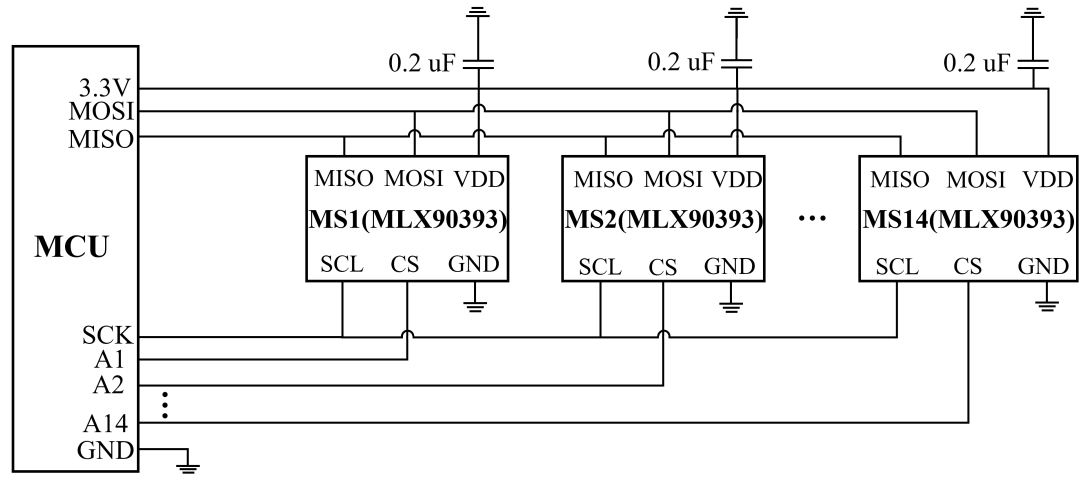 0.2 uF 0.2 uF 0.2 uF
3.3V
MOSI
MISO
MCU
SCK
A1
A2
⋮
A14
GND
MISO MOSI VDD
MS1(MLX90393)
SCL CS GND
MISO MOSI VDD
MS2(MLX90393)
SCL CS GND
...
MISO MOSI VDD
MS14(MLX90393)
SCL CS GND